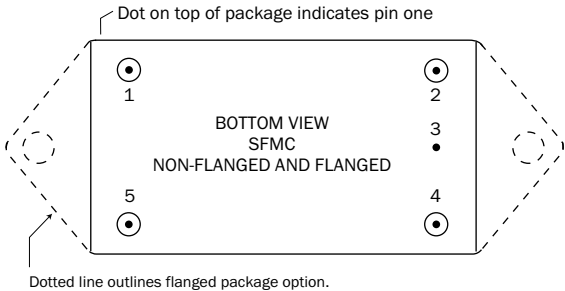 Dot on top of package indicates pin one
1
2
BOTTOM VIEW
SFMC
NON-FLANGED AND FLANGED
3
5
4
Dotted line outlines flanged package option.